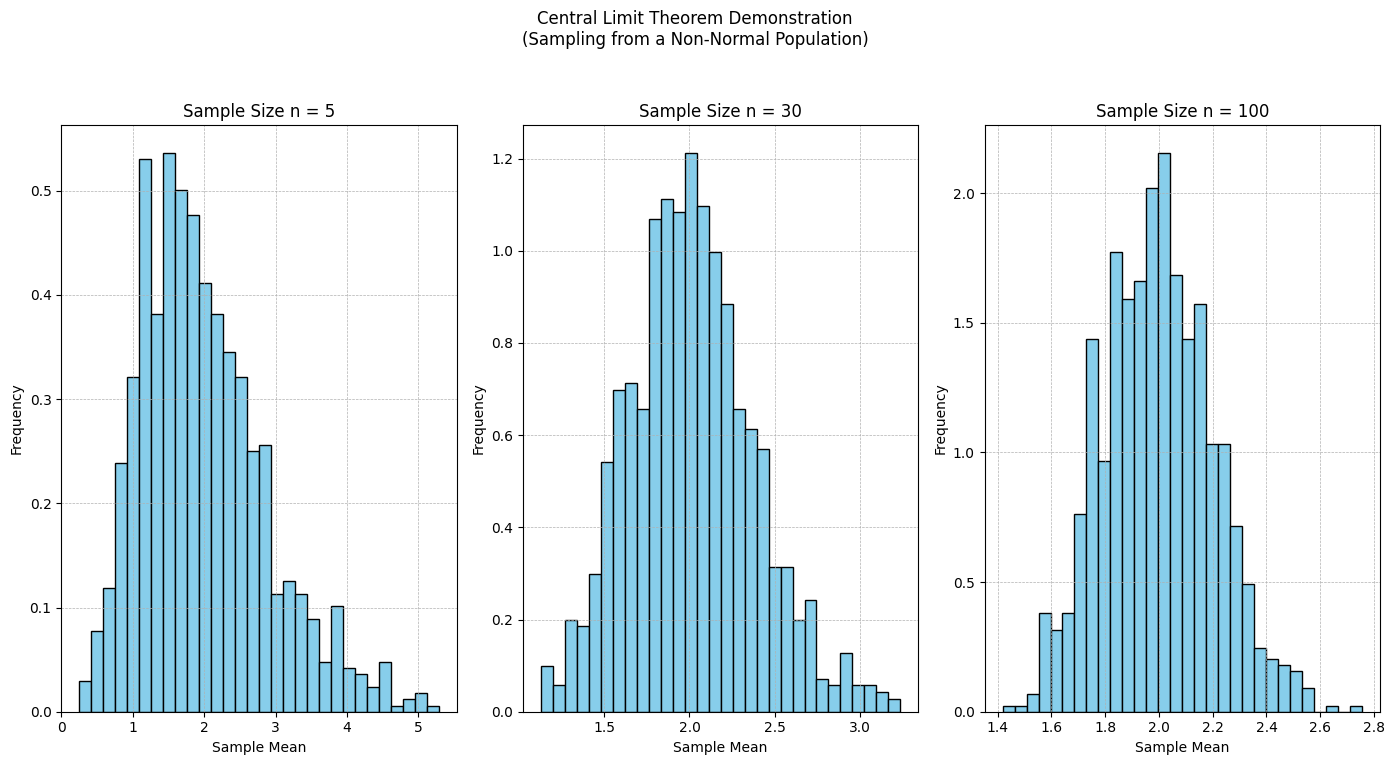 Central Limit Theorem Demonstration
(Sampling from a Non-Normal Population)
Sample Size n = 5
Frequency
0.5
0.4
0.3
0.2
0.1
0.0
0 1 2 3 4 5
Sample Mean
Sample Size n = 30
Frequency
1.2
1.0
0.8
0.6
0.4
0.2
0.0
1.5 2.0 2.5 3.0
Sample Mean
Sample Size n = 100
Frequency
2.0
1.5
1.0
0.5
0.0
1.4 1.6 1.8 2.0 2.2 2.4 2.6 2.8
Sample Mean